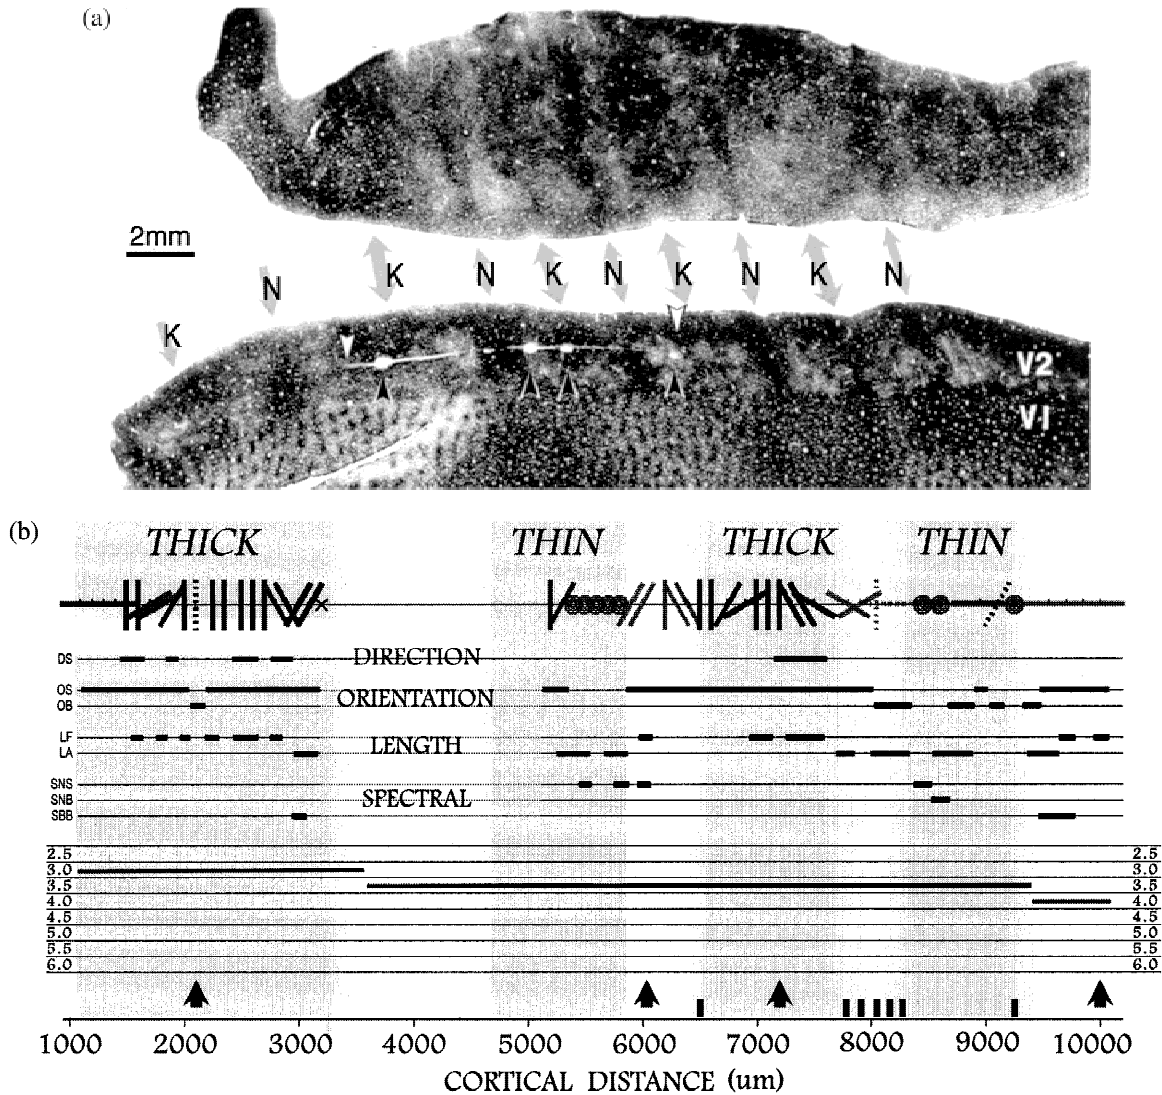 (a)
2mm
N K N K N K N K N
K
V2
V1
(b)
THICK THIN THICK THIN
DS DIRECTION
OS ORIENTATION
OB
LF LENGTH
LA
SNS
SNB SPECTRAL
SBB
2.5 2.5
3.0 3.0
3.5 3.5
4.0 4.0
4.5 4.5
5.0 5.0
5.5 5.5
6.0 6.0
1000 2000 3000 4000 5000 6000 7000 8000 9000 10000
CORTICAL DISTANCE (um)